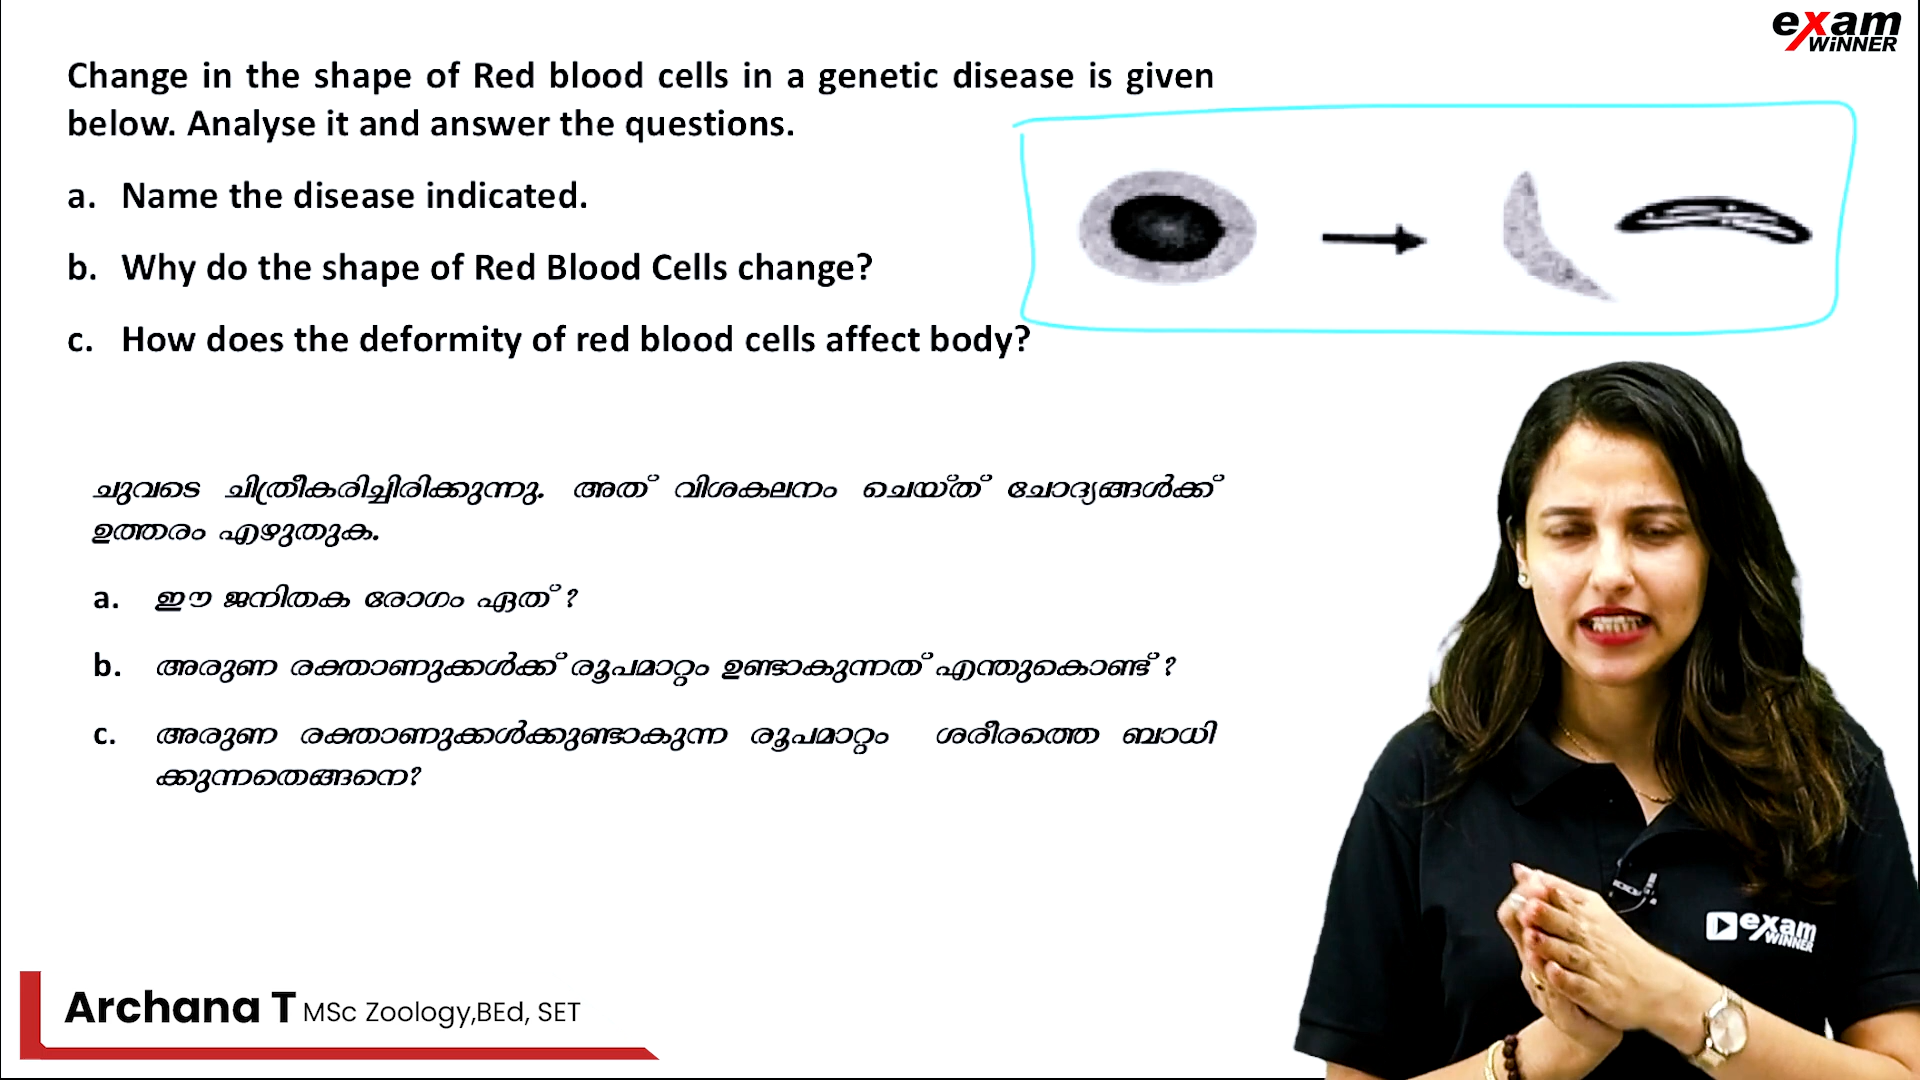 exam
WiNNER
Change in the shape of Red blood cells in a genetic disease is given
below. Analyse it and answer the questions.
a. Name the disease indicated.
b. Why do the shape of Red Blood Cells change?
c. How does the deformity of red blood cells affect body?
ചുവടെ ചിത്രീകരിച്ചിരിക്കുന്നു. അത് വിശകലനം ചെയ്ത് ചോദ്യങ്ങൾക്ക്
ഉത്തരം എഴുതുക.
a. ഈ ജനിതക രോഗം ഏത് ?
b. അരുണ രക്താണുക്കൾക്ക് രൂപമാറ്റം ഉണ്ടാകുന്നത് എന്തുകൊണ്ട് ?
c. അരുണ രക്താണുക്കൾക്കുണ്ടാകുന്ന രൂപമാറ്റം ശരീരത്തെ ബാധി
ക്കുന്നതെങ്ങനെ?
exam
WiNNER
Archana T MSc Zoology,BEd, SET